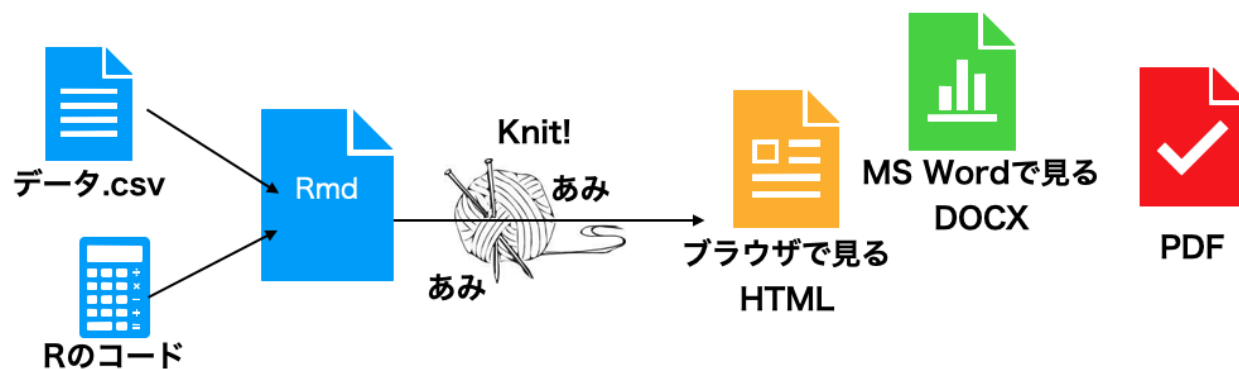 データ.csv
Rのコード
Rmd
Knit!
あみ
あみ
ブラウザで見る
HTML
MS Wordで見る
DOCX
PDF